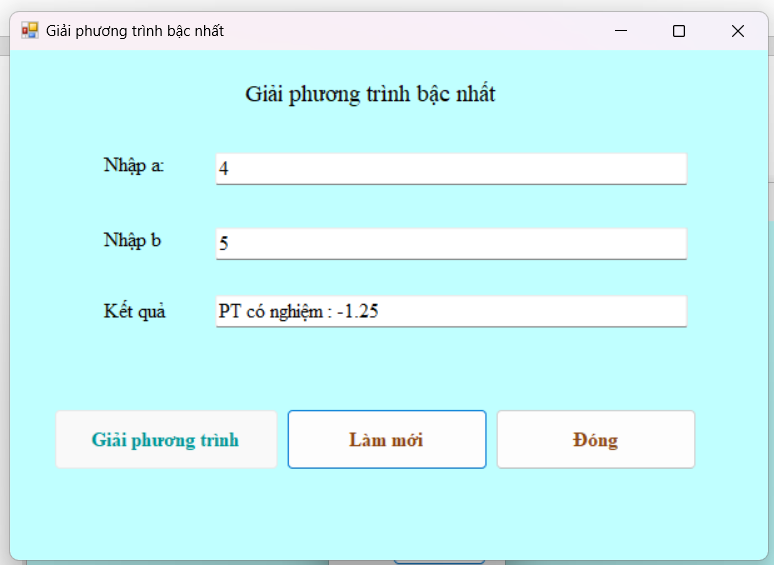 Giải phương trình bậc nhất
Giải phương trình bậc nhất
Nhập a:
4
Nhập b
5
Kết quả
PT có nghiệm : -1.25
Giải phương trình
Làm mới
Đóng